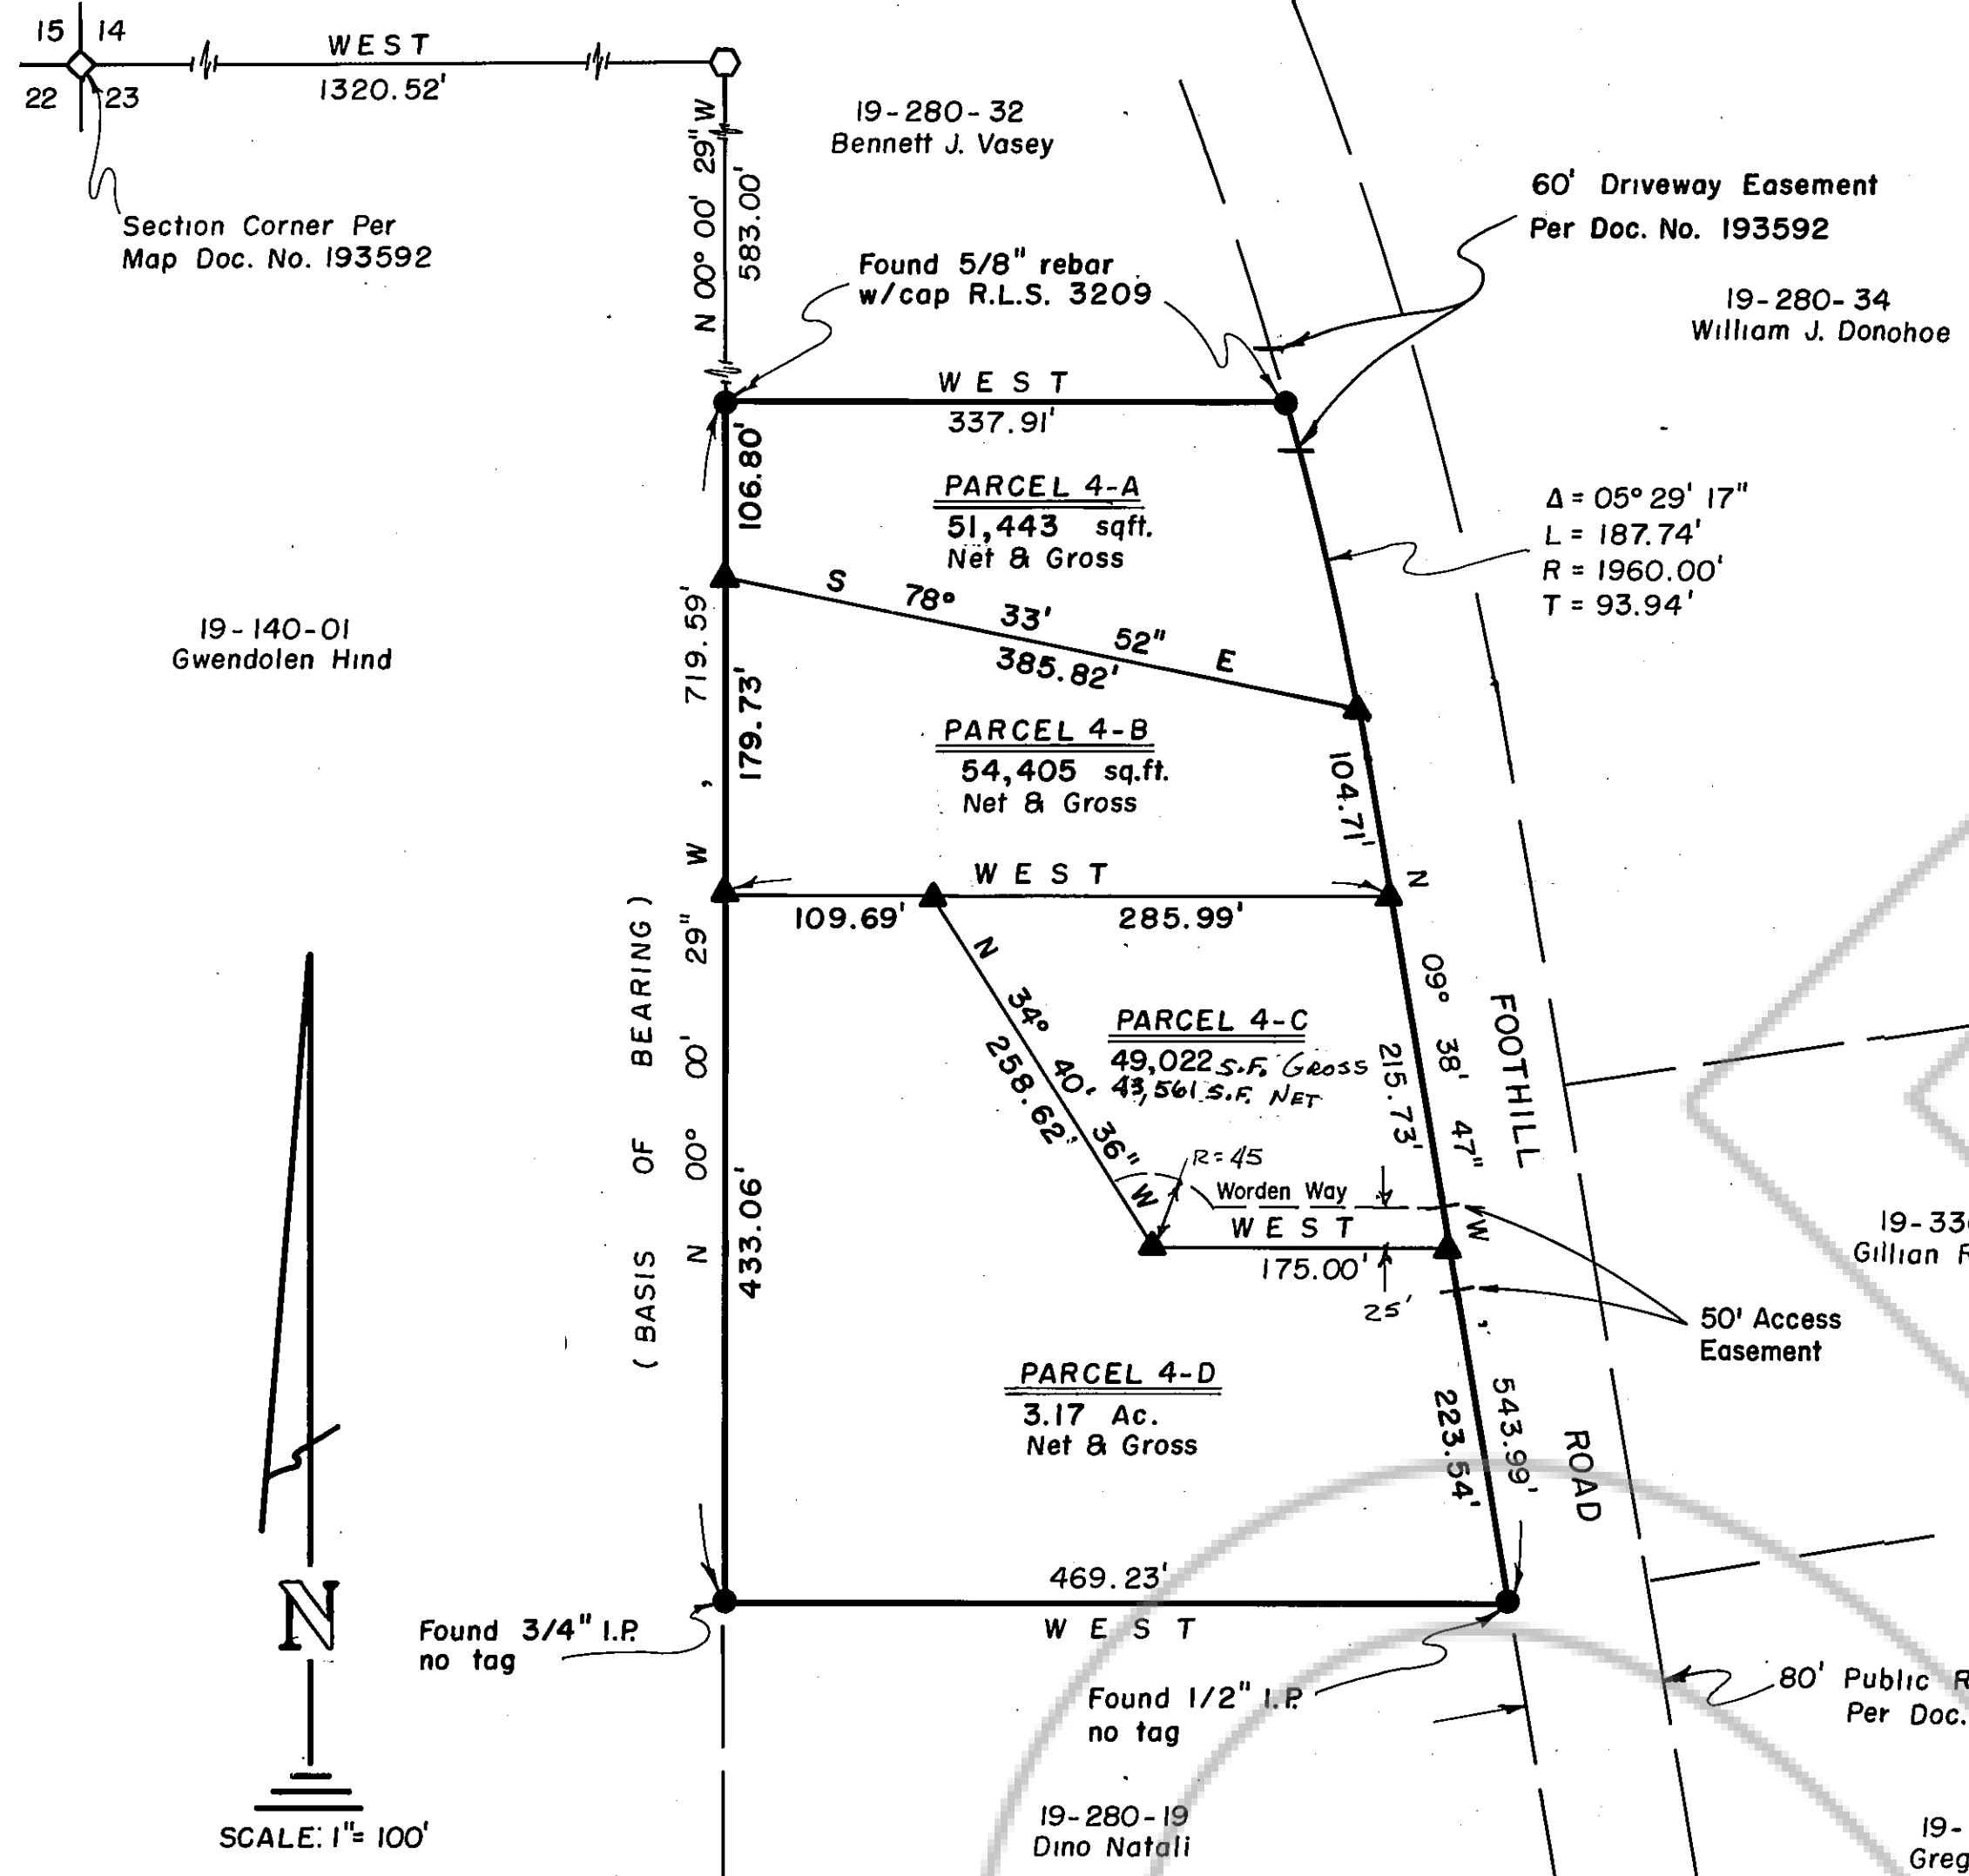 15 14
22 23
WEST
1320.52'
Section Corner Per
Map Doc. No. 193592
N 00° 00' 29" W
583.00'
19-280-32
Bennett J. Vasey
60' Driveway Easement
Per Doc. No. 193592
Found 5/8" rebar
w/cap R.L.S. 3209
19-280-34
William J. Donohoe
WEST
337.91'
106.80'
PARCEL 4-A
51,443 sqft.
Net & Gross
Δ = 05° 29' 17"
L = 187.74'
R = 1960.00'
T = 93.94'
S 78° 33' 52" E
385.82'
19-140-01
Gwendolen Hind
N 00° 00' 29" W, 719.59'
(BASIS OF BEARING)
179.73'
PARCEL 4-B
54,405 sq.ft.
Net & Gross
104.71'
WEST
109.69'
285.99'
N 09° 38' 47" W, 543.99'
N 34° 40' 36" W
258.62'
PARCEL 4-C
49,022 S.F. GROSS
43,561 S.F. NET
215.73'
FOOTHILL ROAD
R=45
Worden Way
WEST
175.00'
25'
433.06'
19-33
Gillian
50' Access
Easement
PARCEL 4-D
3.17 Ac.
Net & Gross
223.54'
469.23'
WEST
Found 3/4" I.P.
no tag
Found 1/2" I.P.
no tag
80' Public R
Per Doc.
N
SCALE: 1"= 100'
19-280-19
Dino Natali
19-
Greg